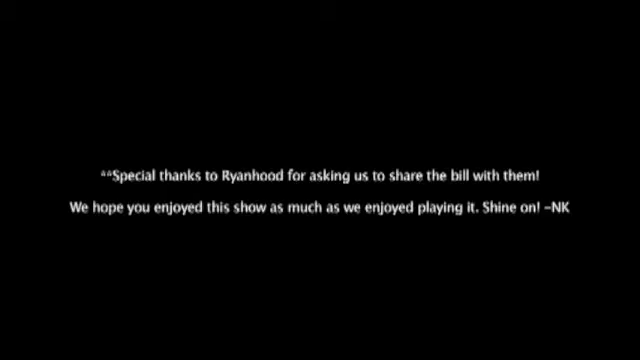 **Special thanks to Ryanhood for asking us to share the bill with them!
We hope you enjoyed this show as much as we enjoyed playing it. Shine on! –NK